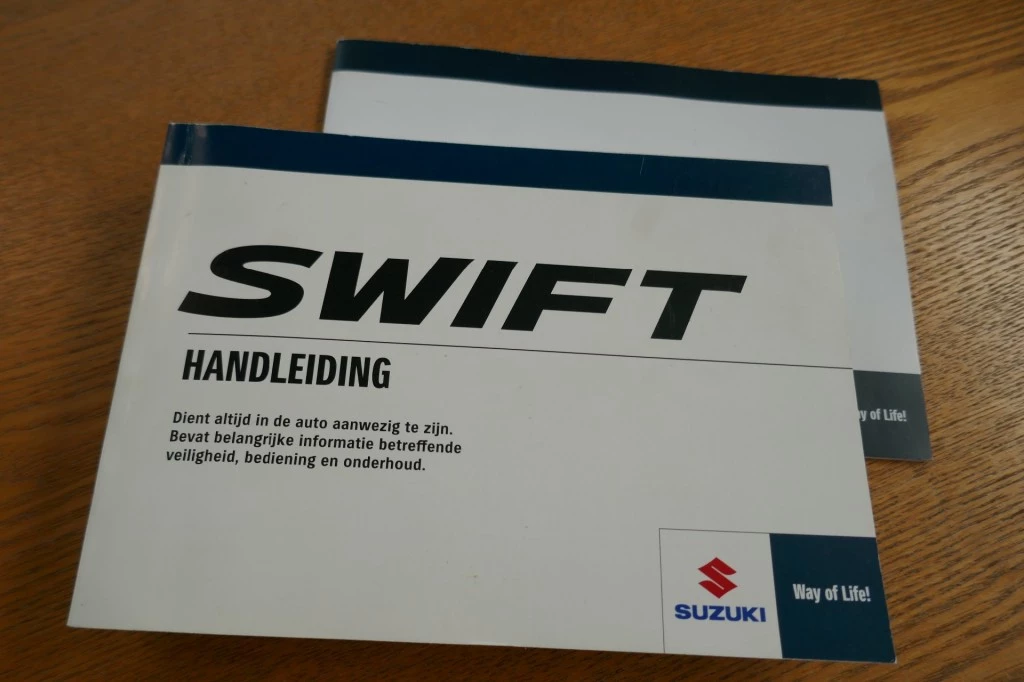 SWIFT
HANDLEIDING
Dient altijd in de auto aanwezig te zijn.
Bevat belangrijke informatie betreffende
veiligheid, bediening en onderhoud.
SUZUKI
Way of Life!
of Life!